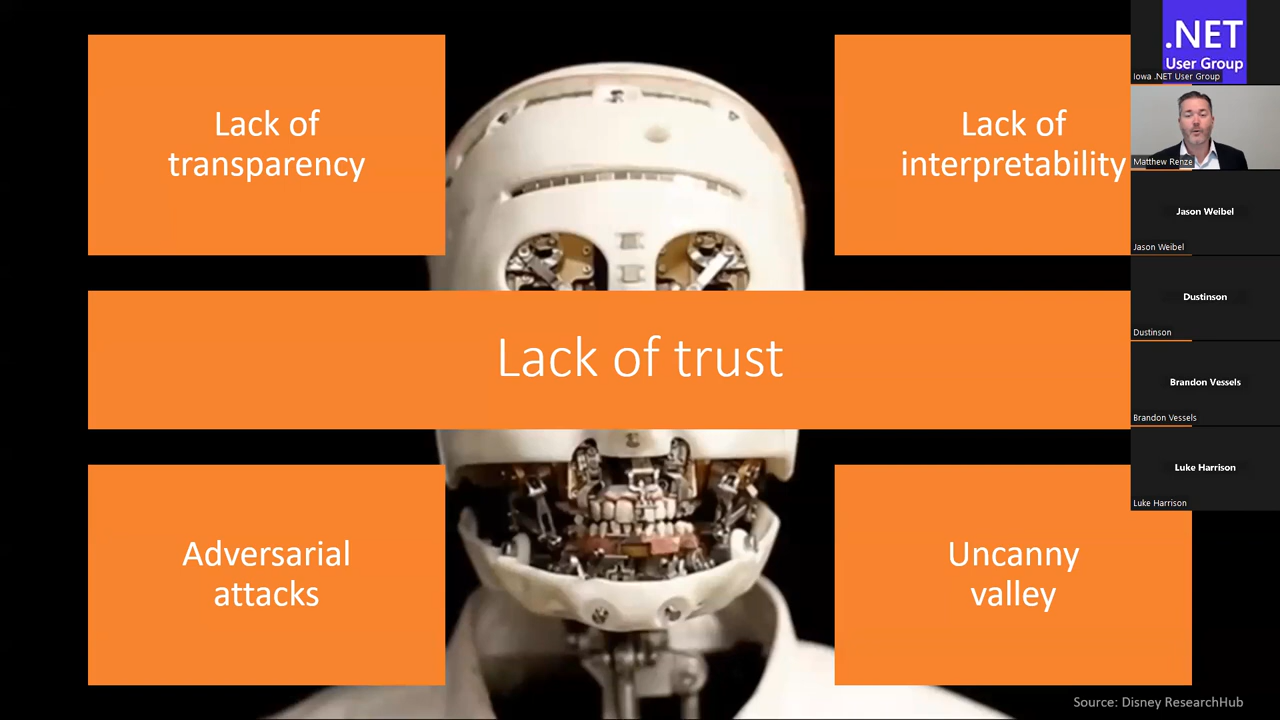 Lack of
transparency
Lack of
interpretability
Lack of trust
Adversarial
attacks
Uncanny
valley
Source: Disney ResearchHub
.NET
User Group
Iowa .NET User Group
Matthew Renze
Jason Weibel
Jason Weibel
Dustinson
Dustinson
Brandon Vessels
Brandon Vessels
Luke Harrison
Luke Harrison